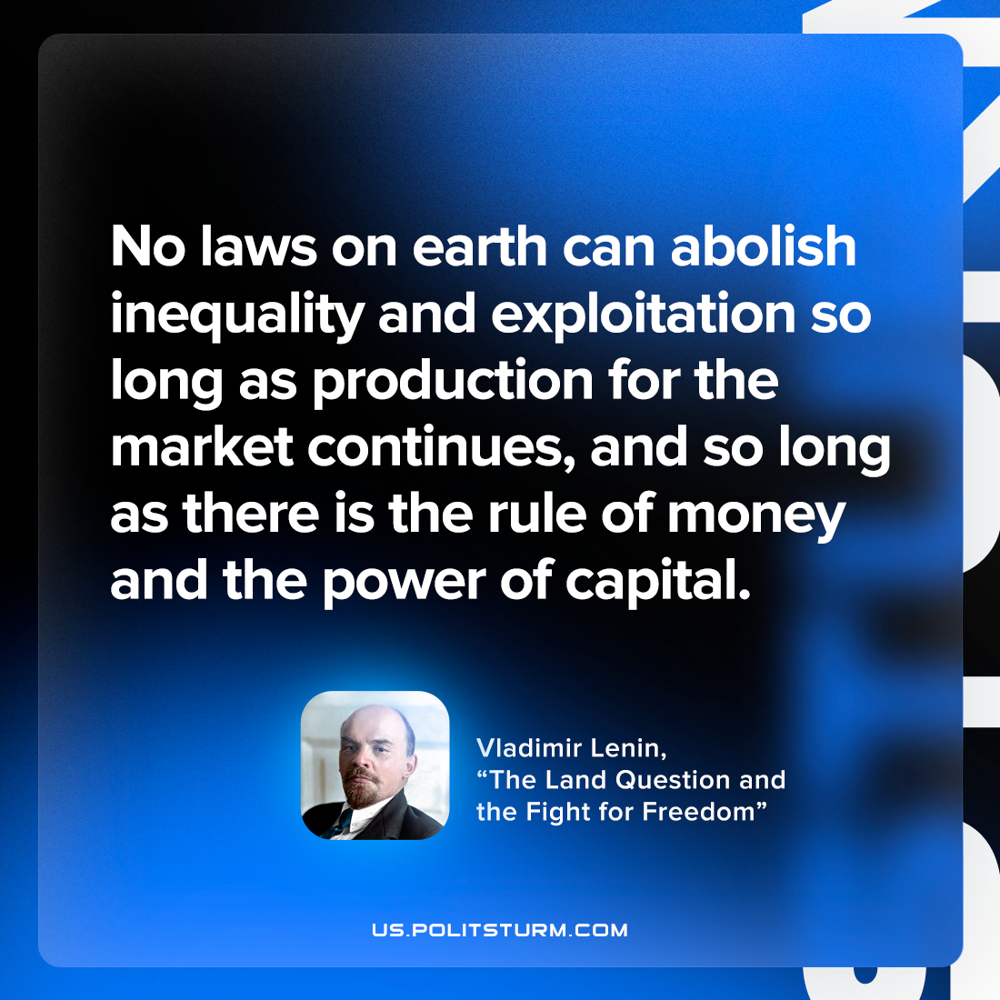 No laws on earth can abolish
inequality and exploitation so
long as production for the
market continues, and so long
as there is the rule of money
and the power of capital.
Vladimir Lenin,
“The Land Question and
the Fight for Freedom”
US.POLITSTURM.COM